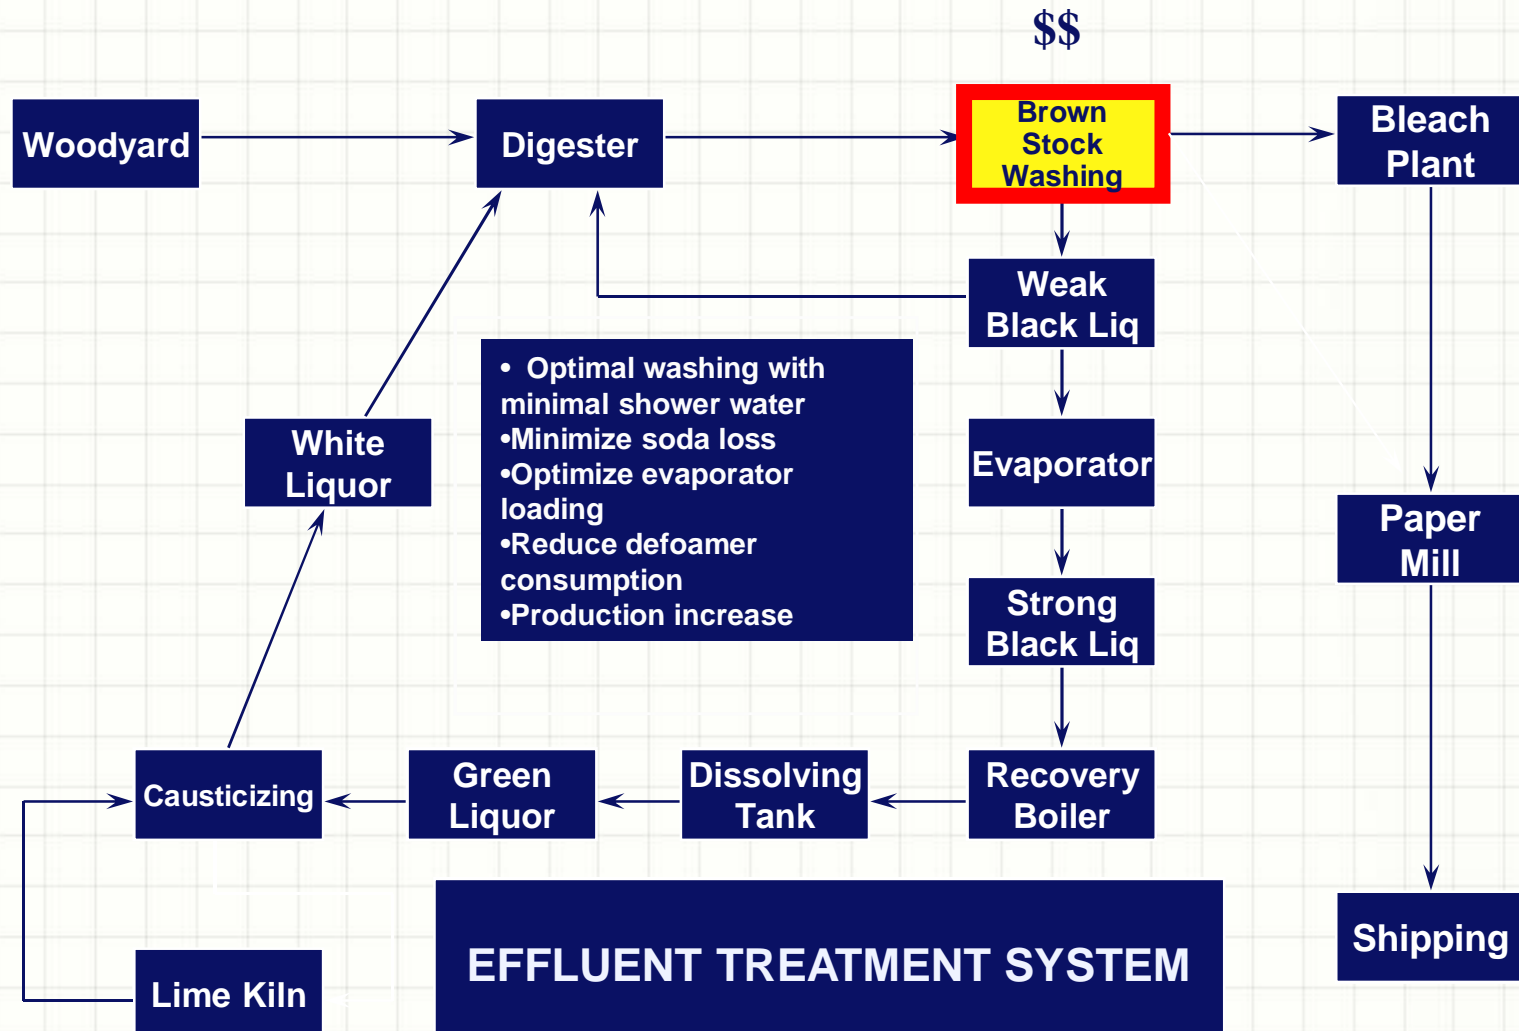 $$
Woodyard
Digester
Brown
Stock
Washing
Bleach
Plant
Weak
Black Liq
• Optimal washing with
minimal shower water
•Minimize soda loss
•Optimize evaporator
loading
•Reduce defoamer
consumption
•Production increase
White
Liquor
Evaporator
Paper
Mill
Strong
Black Liq
Causticizing
Green
Liquor
Dissolving
Tank
Recovery
Boiler
Shipping
EFFLUENT TREATMENT SYSTEM
Lime Kiln